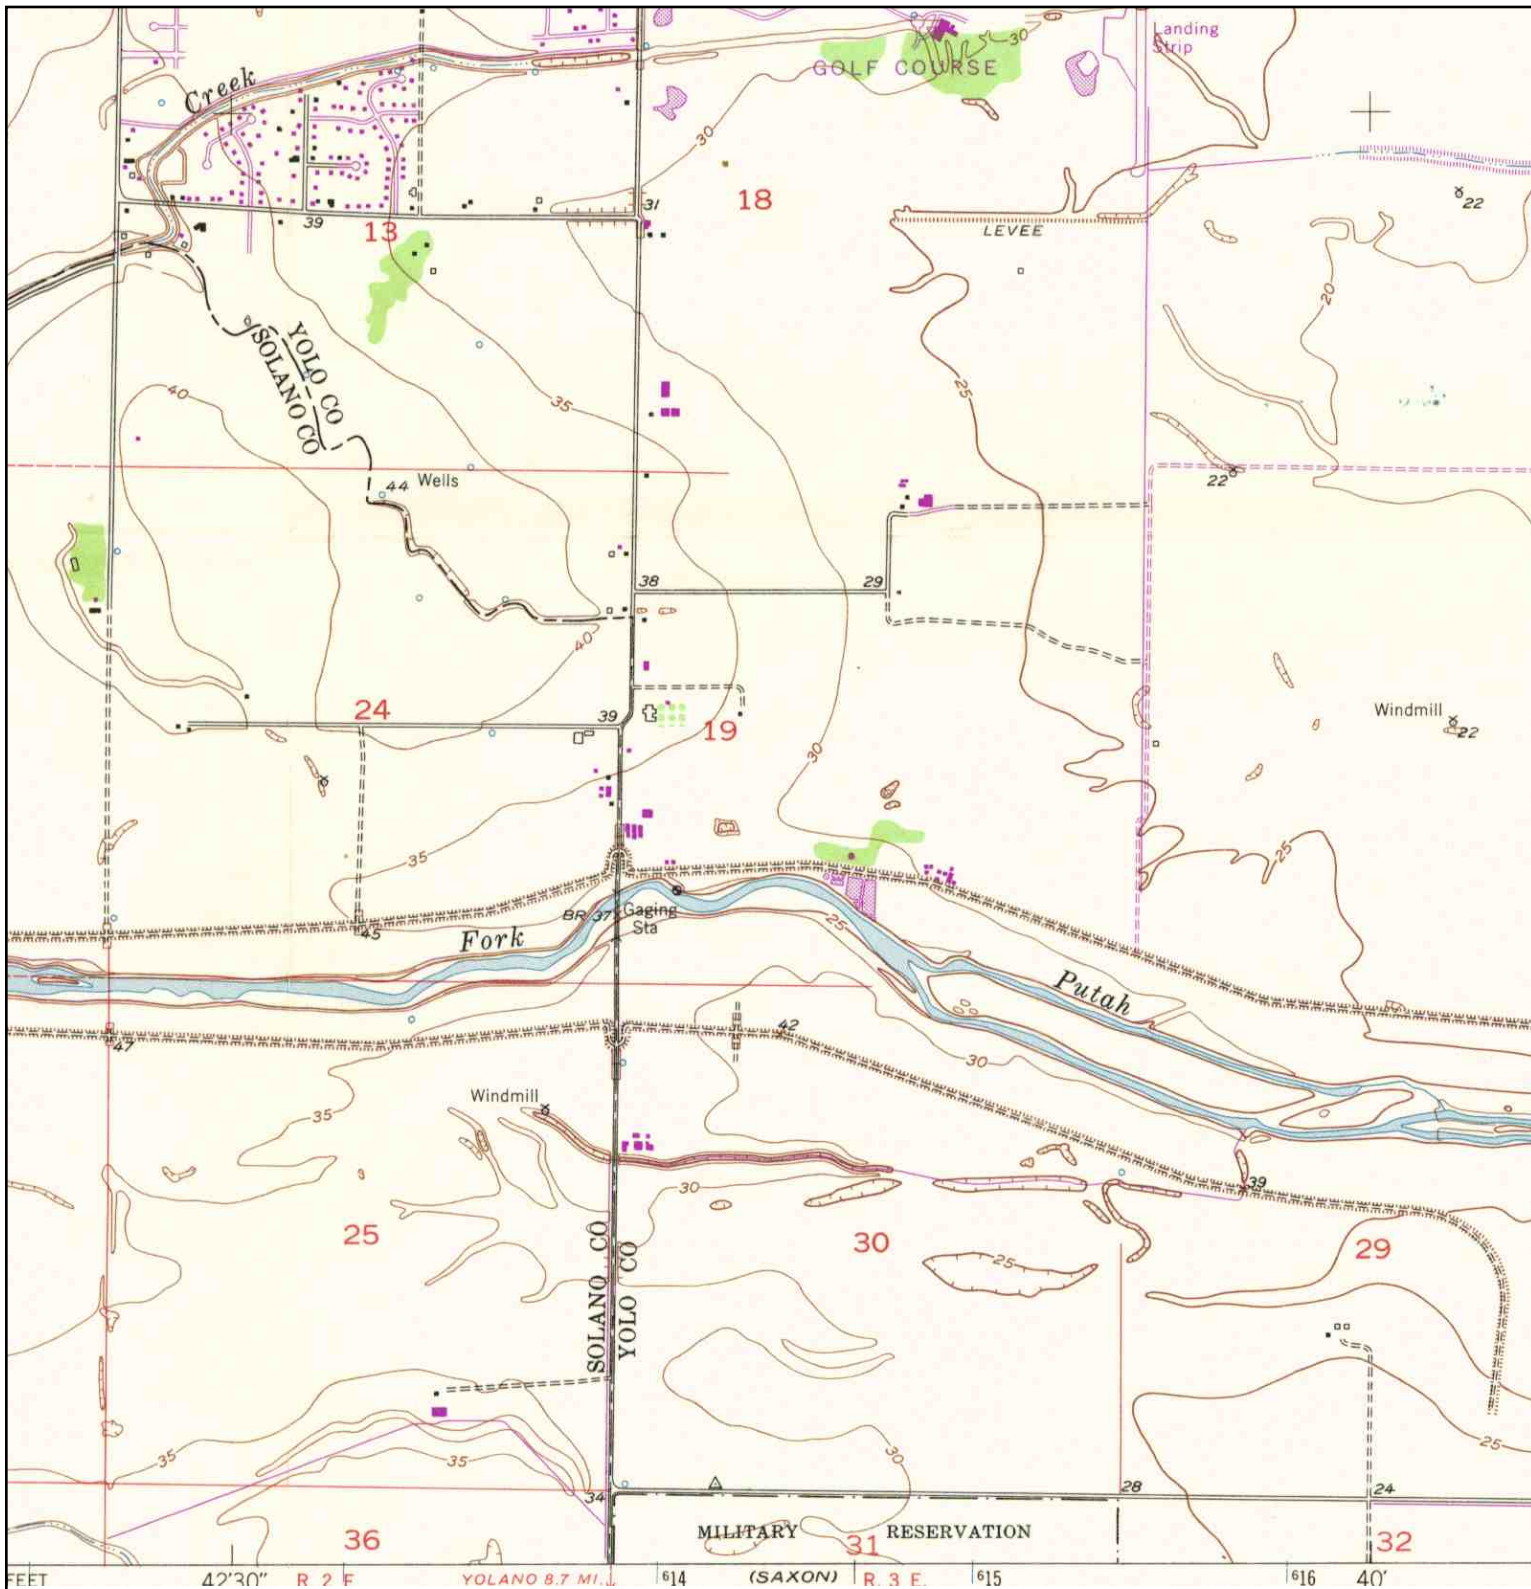 Landing
Strip
30
GOLF COURSE
Creek
30
18
22
31
39
13
LEVEE
20
YOLO CO
SOLANO CO
40
35
25
44
Wells
22
38
29
40
24
39
19
30
Windmill
22
35
25
BR 37
Gaging
Sta
25
45
Fork
Putah
47
42
30
Windmill
35
30
39
25
30
29
SOLANO CO
YOLO CO
25
35
35
30
25
34
28
24
MILITARY RESERVATION
36
31
32
FEET
42'30"
R. 2 E.
YOLANO 8.7 MI.
614
(SAXON)
R. 3 E.
615
616
40'